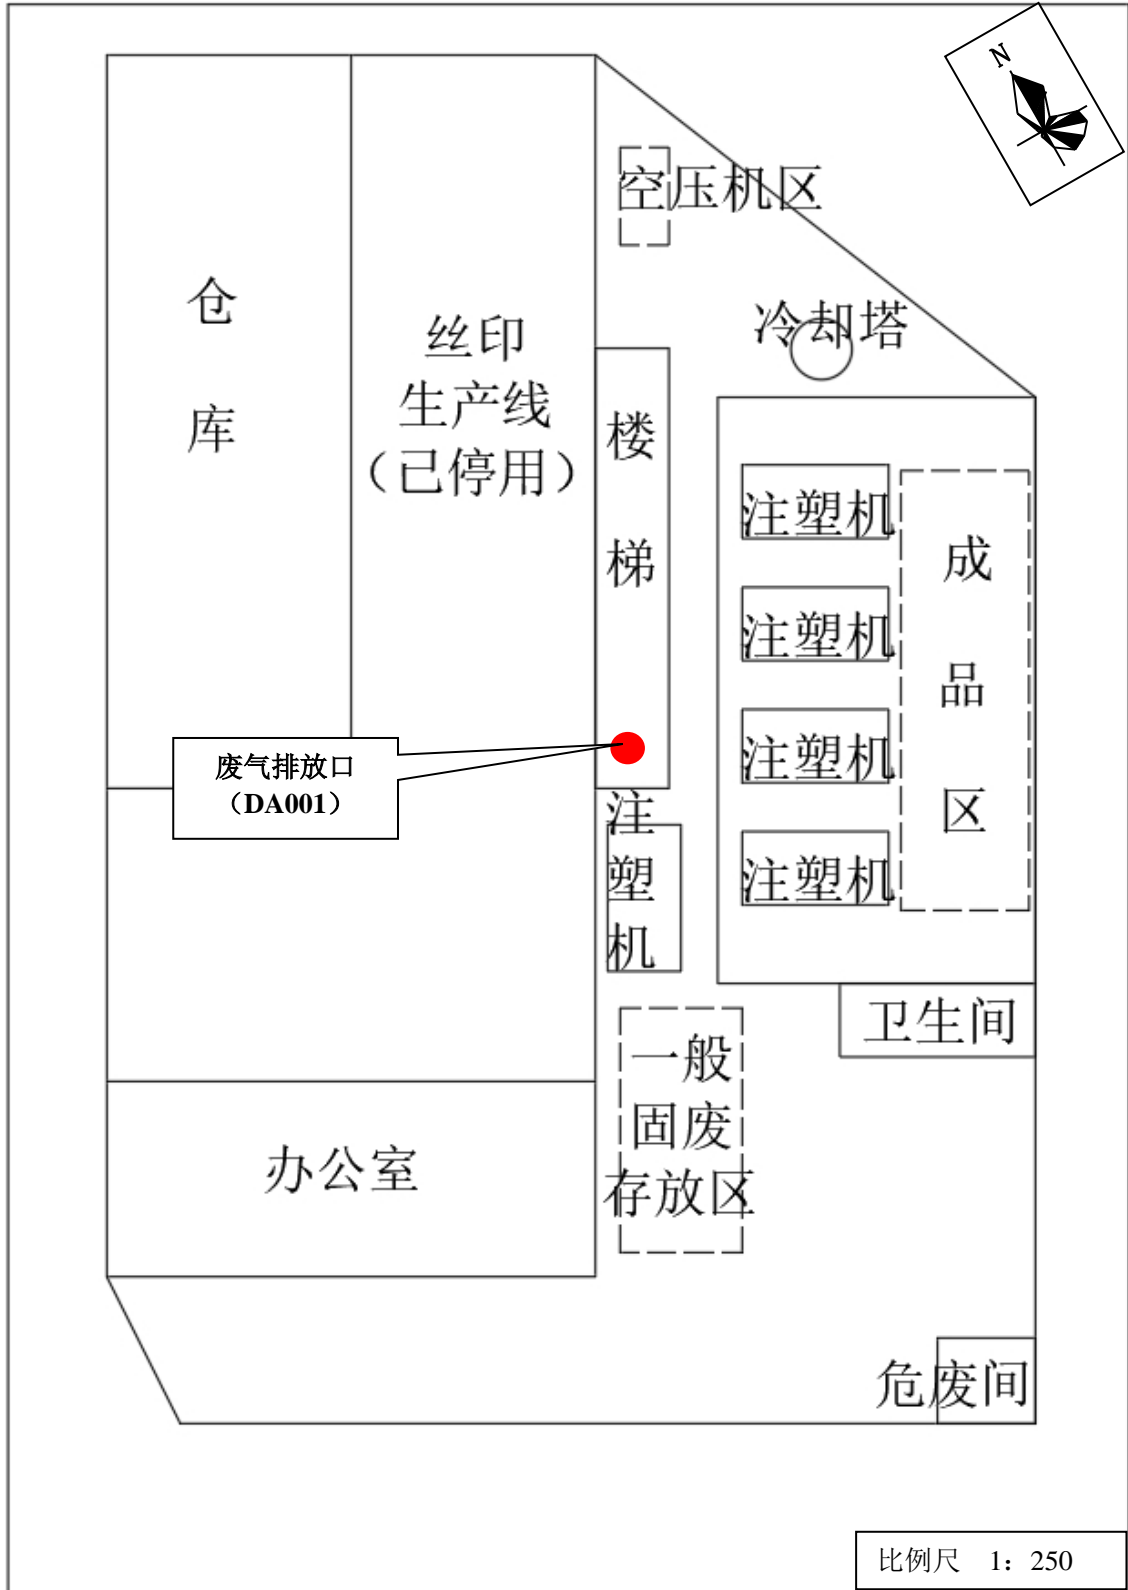 N
空压机区
仓
库
冷却塔
丝印
生产线
（已停用）
楼
梯
注塑机
注塑机
注塑机
注塑机
成
品
区
废气排放口
（DA001）
注
塑
机
卫生间
一般
固废
存放区
办公室
危废间
比例尺 1：250